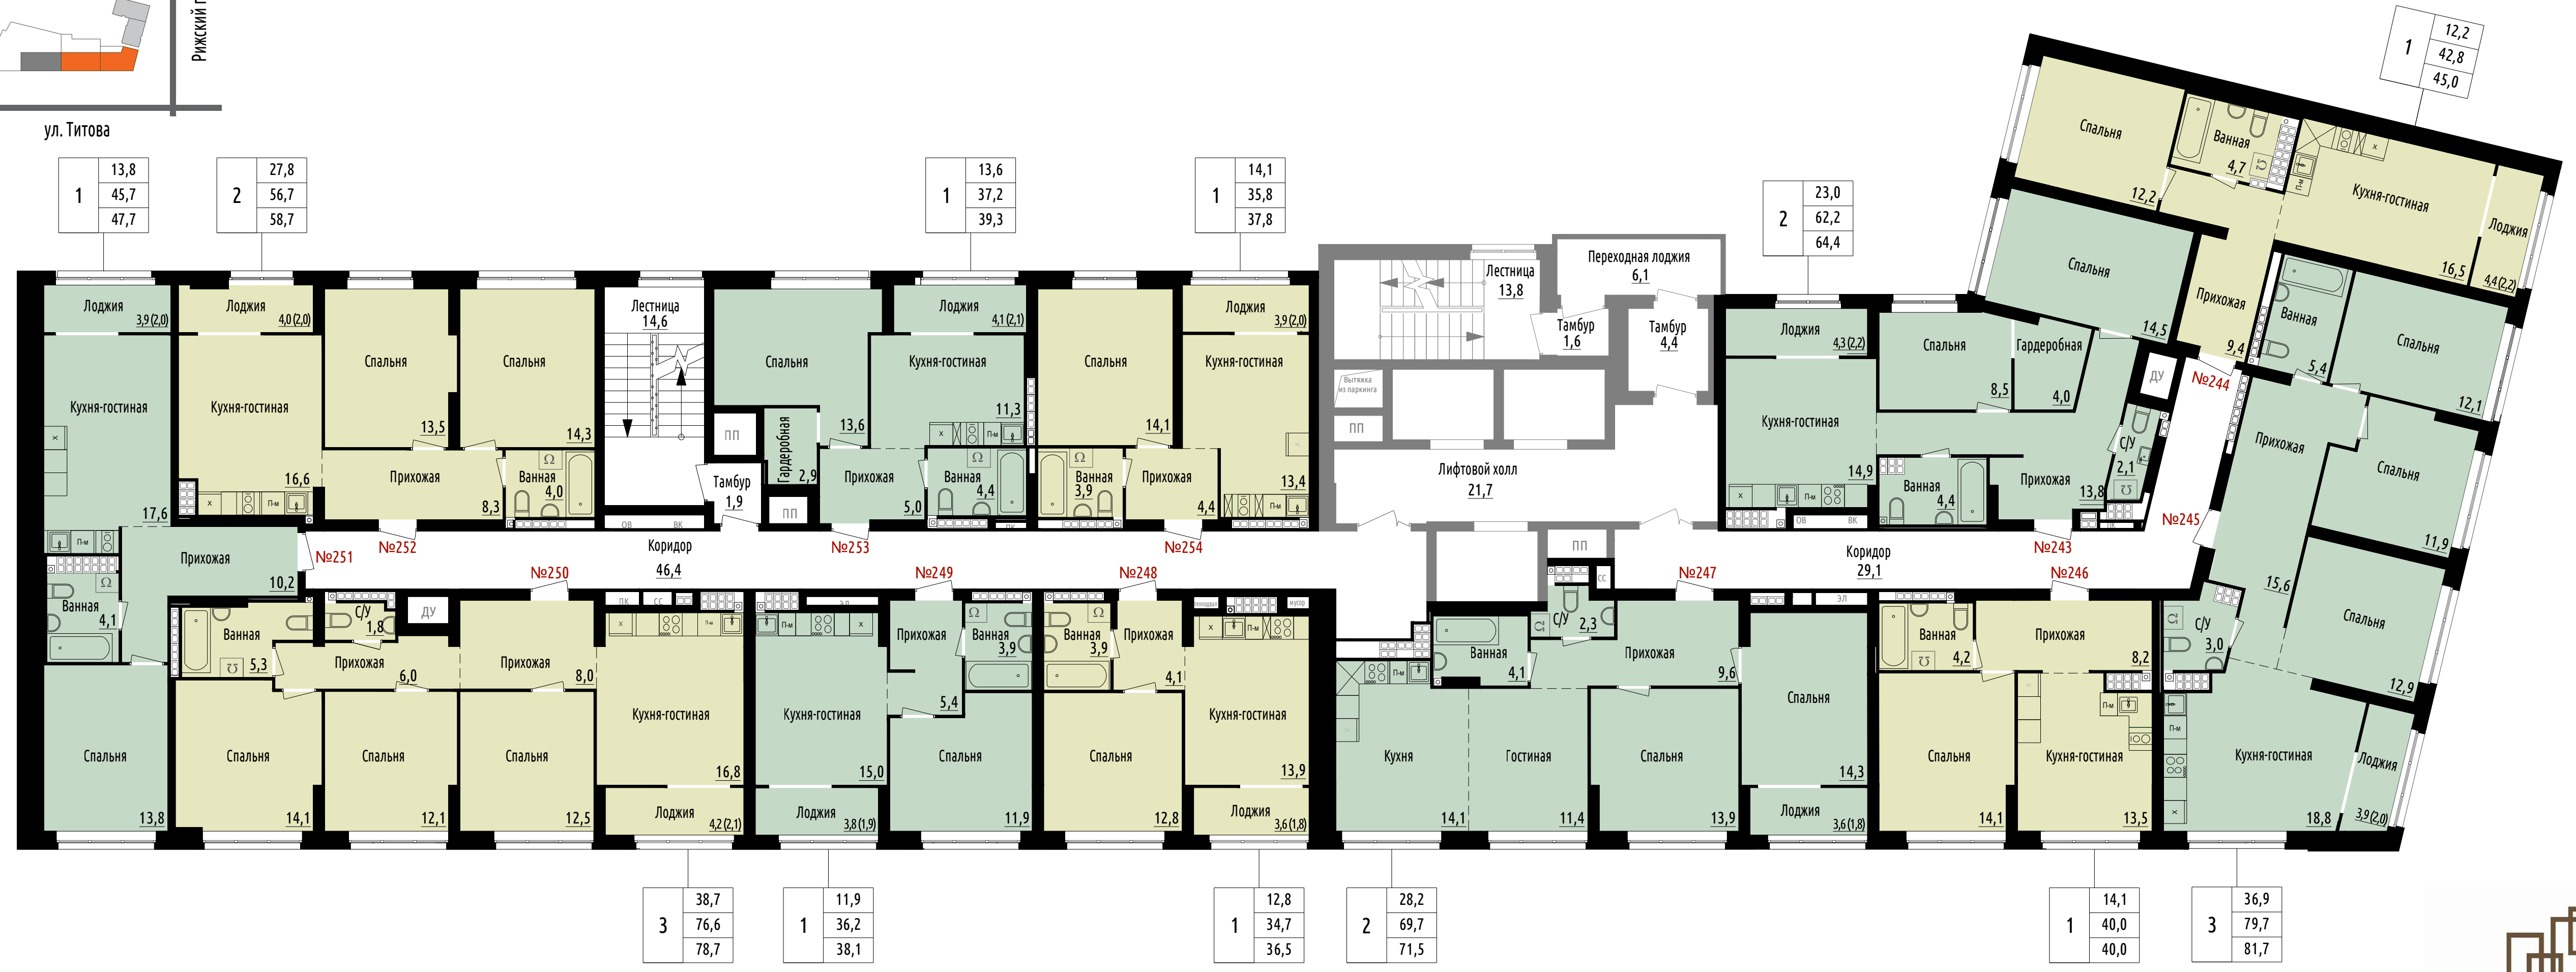 Рижский п
ул. Титова
1
13,8
45,7
47,7
2
27,8
56,7
58,7
1
13,6
37,2
39,3
1
14,1
35,8
37,8
2
23,0
62,2
64,4
1
12,2
42,8
45,0
Лоджия
3,9 (2,0)
Кухня-гостиная
х
17,6
П-м
Прихожая
10,2
№251
Ванная
4,1
Спальня
13,8
Лоджия
4,0 (2,0)
Кухня-гостиная
16,6
х
П-м
Спальня
13,5
Спальня
14,3
Прихожая
8,3
Ванная
4,0
№252
Лестница
14,6
ПП
Тамбур
1,9
ОВ
ВК
Коридор
46,4
Спальня
13,6
Гардеробная
2,9
ПП
Лоджия
4,1 (2,1)
Кухня-гостиная
11,3
х
П-м
Прихожая
5,0
Ванная
4,4
ПК
№253
Спальня
14,1
Лоджия
3,9 (2,0)
Кухня-гостиная
13,4
Ванная
3,9
Прихожая
4,4
П-м
№254
Лестница
13,8
Переходная лоджия
6,1
Тамбур
1,6
Тамбур
4,4
Вытяжка
из паркинга
ПП
Лифтовой холл
21,7
ПП
СС
Лоджия
4,3 (2,2)
Кухня-гостиная
14,9
х
П-м
Спальня
8,5
Гардеробная
4,0
Ванная
4,4
Прихожая
13,8
С/У
2,1
ОВ
ВК
ДУ
№243
Коридор
29,1
Спальня
12,2
Ванная
4,7
Кухня-гостиная
16,5
П-м
х
Лоджия
4,4 (2,2)
Прихожая
9,4
№244
Спальня
14,5
Ванная
5,4
Спальня
12,1
Прихожая
15,6
Спальня
11,9
Спальня
12,9
№245
С/У
3,0
П-м
х
Кухня-гостиная
18,8
Лоджия
3,9 (2,0)
№250
Ванная
5,3
С/У
1,8
ДУ
Прихожая
6,0
Прихожая
8,0
ПК
СС
х
П-м
Спальня
14,1
Спальня
12,1
Спальня
12,5
Кухня-гостиная
16,8
Лоджия
4,2 (2,1)
№249
ЭЛ
П-м
х
Кухня-гостиная
15,0
Лоджия
3,8 (1,9)
Прихожая
5,4
Ванная
3,9
Спальня
11,9
№248
Ванная
3,9
Прихожая
4,1
мусор
х
П-м
Спальня
12,8
Кухня-гостиная
13,9
Лоджия
3,6 (1,8)
№247
П-м
Ванная
4,1
С/У
2,3
Прихожая
9,6
Кухня
14,1
Гостиная
11,4
Спальня
13,9
Спальня
14,3
Лоджия
3,6 (1,8)
ЭЛ
№246
Ванная
4,2
Прихожая
8,2
П-м
Спальня
14,1
Кухня-гостиная
13,5
3
38,7
76,6
78,7
1
11,9
36,2
38,1
1
12,8
34,7
36,5
2
28,2
69,7
71,5
1
14,1
40,0
40,0
3
36,9
79,7
81,7